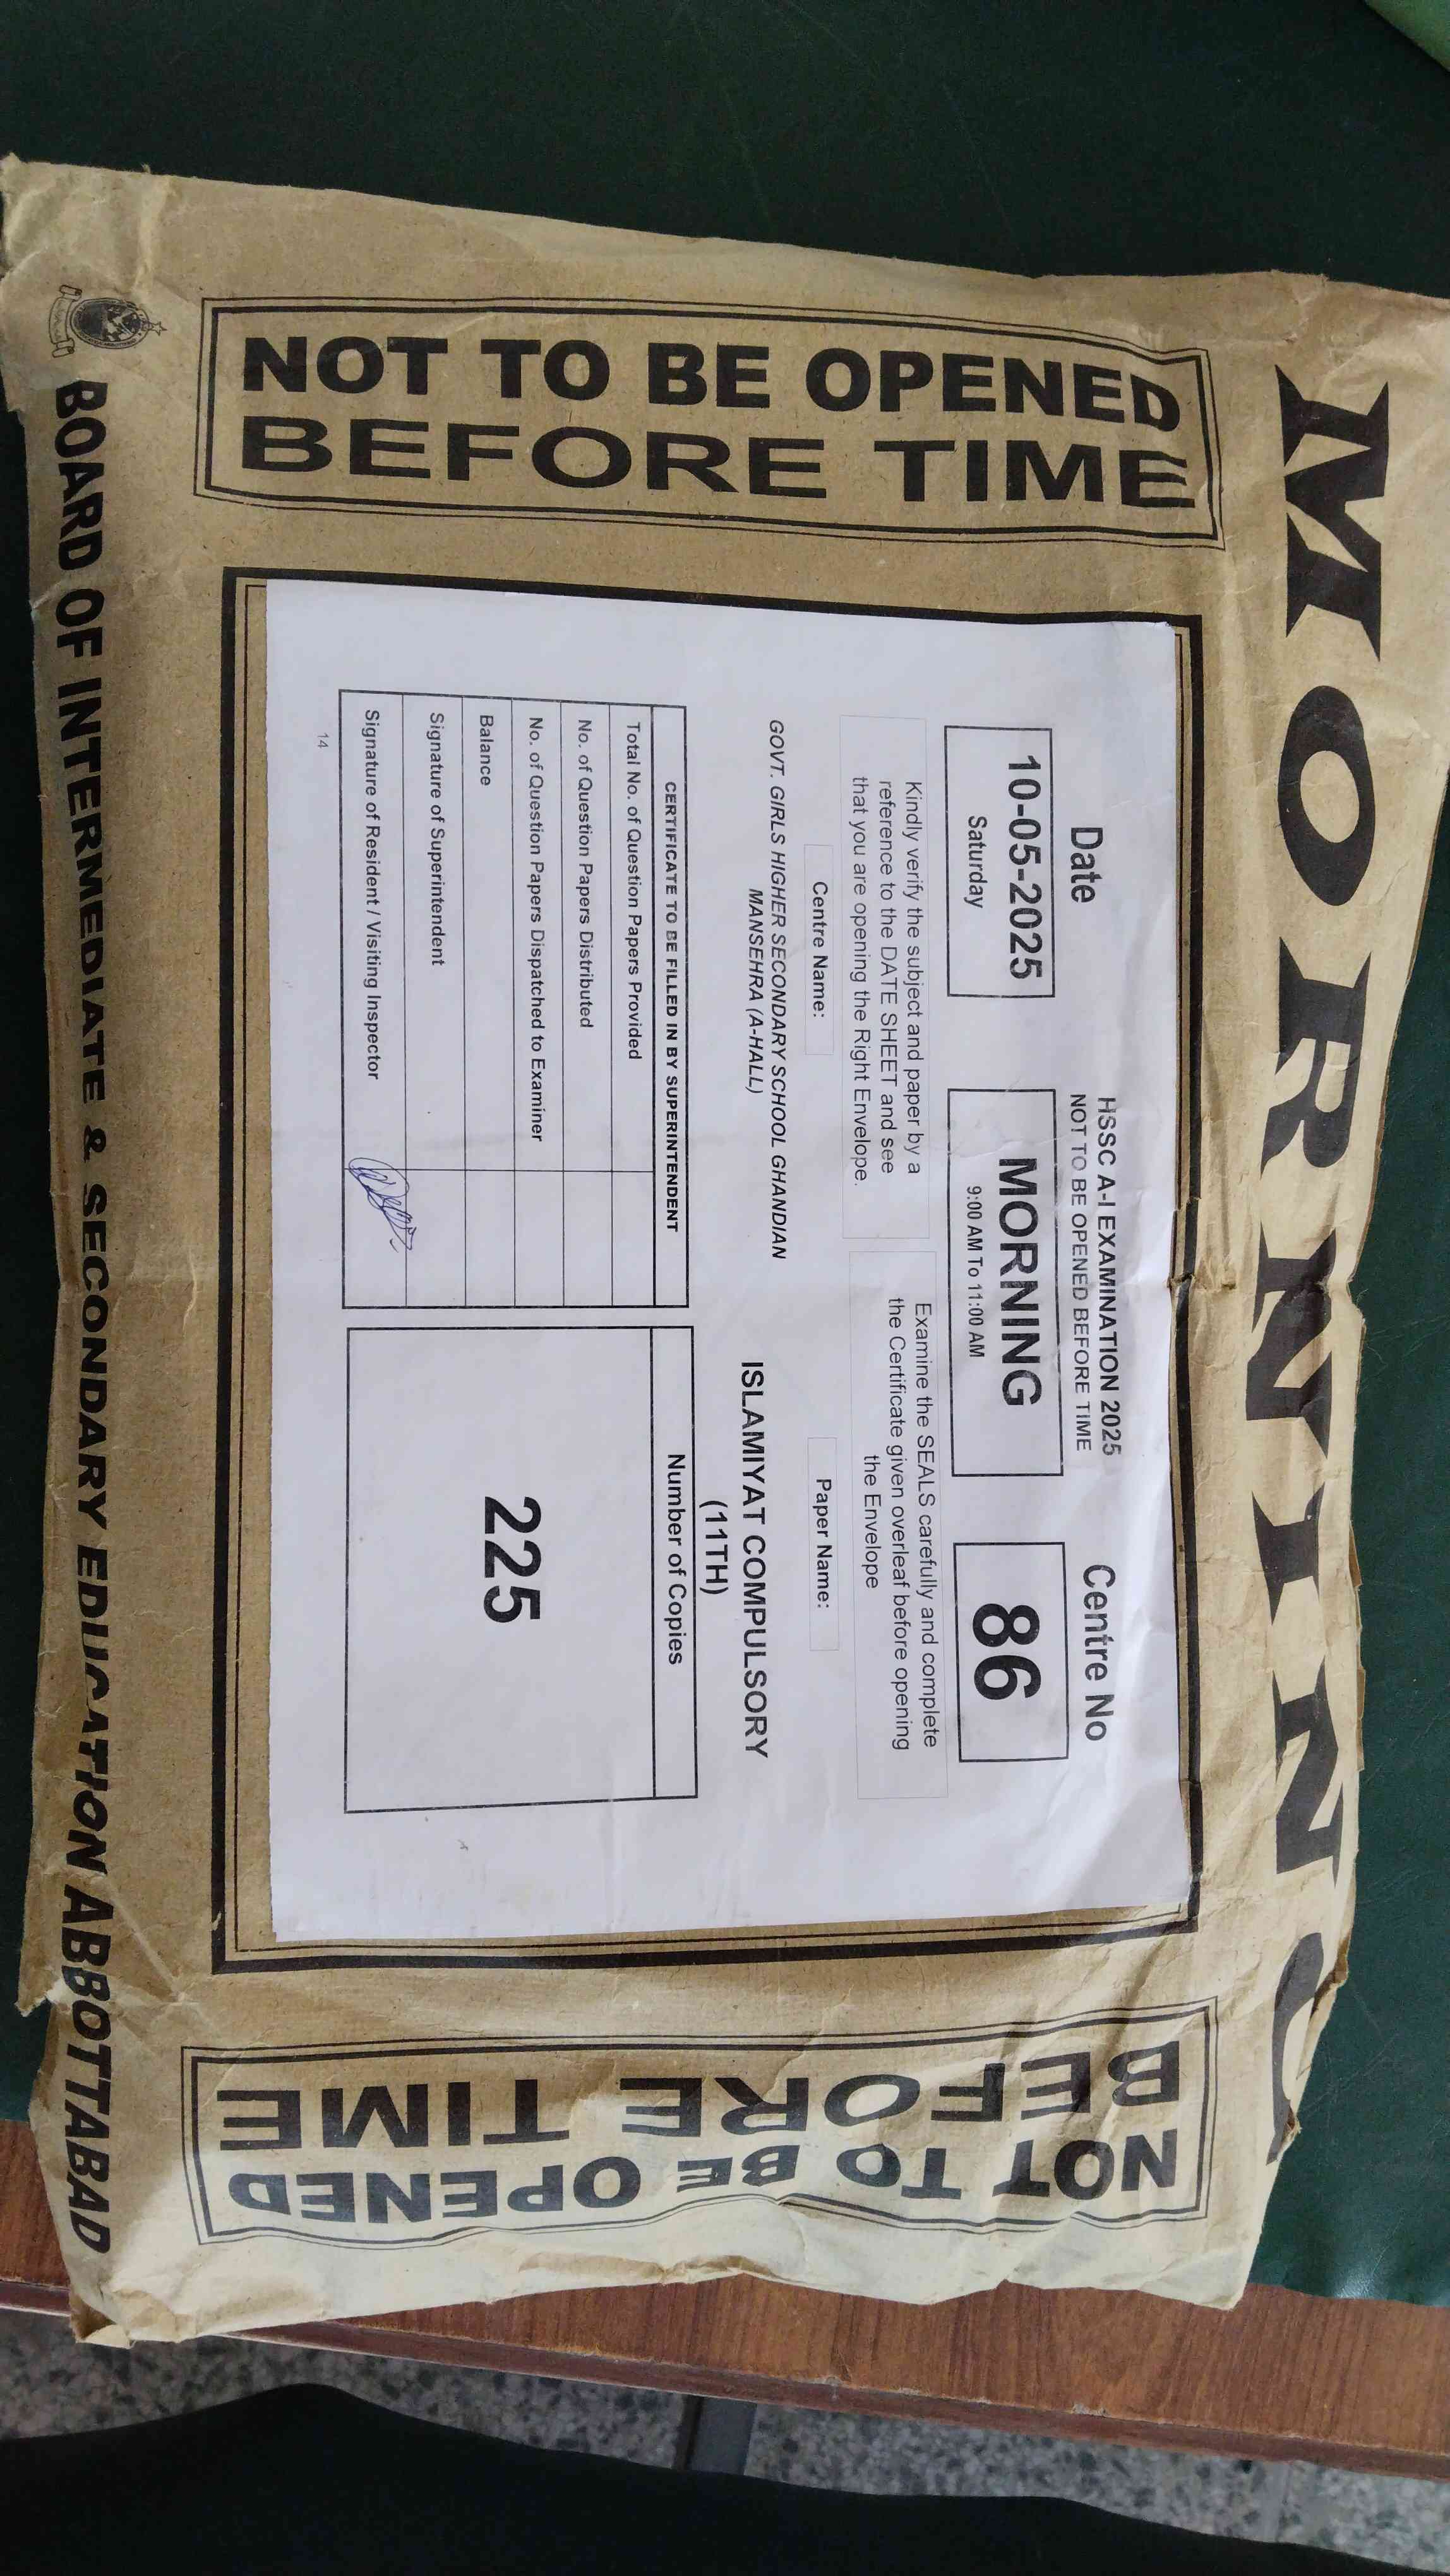 MORNING
NOT TO BE OPENED
BEFORE TIME
HSSC A-I EXAMINATION 2025
NOT TO BE OPENED BEFORE TIME
Date
10-05-2025
Saturday
MORNING
9:00 AM To 11:00 AM
Centre No
86
Kindly verify the subject and paper by a
reference to the DATE SHEET and see
that you are opening the Right Envelope.
Examine the SEALS carefully and complete
the Certificate given overleaf before opening
the Envelope
Centre Name:
GOVT. GIRLS HIGHER SECONDARY SCHOOL GHANDIAN
MANSEHRA (A-HALL)
Paper Name:
ISLAMIYAT COMPULSORY
(11TH)
CERTIFICATE TO BE FILLED IN BY SUPERINTENDENT
Total No. of Question Papers Provided
No. of Question Papers Distributed
No. of Question Papers Dispatched to Examiner
Balance
Signature of Superintendent
Signature of Resident / Visiting Inspector
Number of Copies
225
14
NOT TO BE OPENED
BEFORE TIME
BOARD OF INTERMEDIATE & SECONDARY EDUCATION ABBOTTABAD